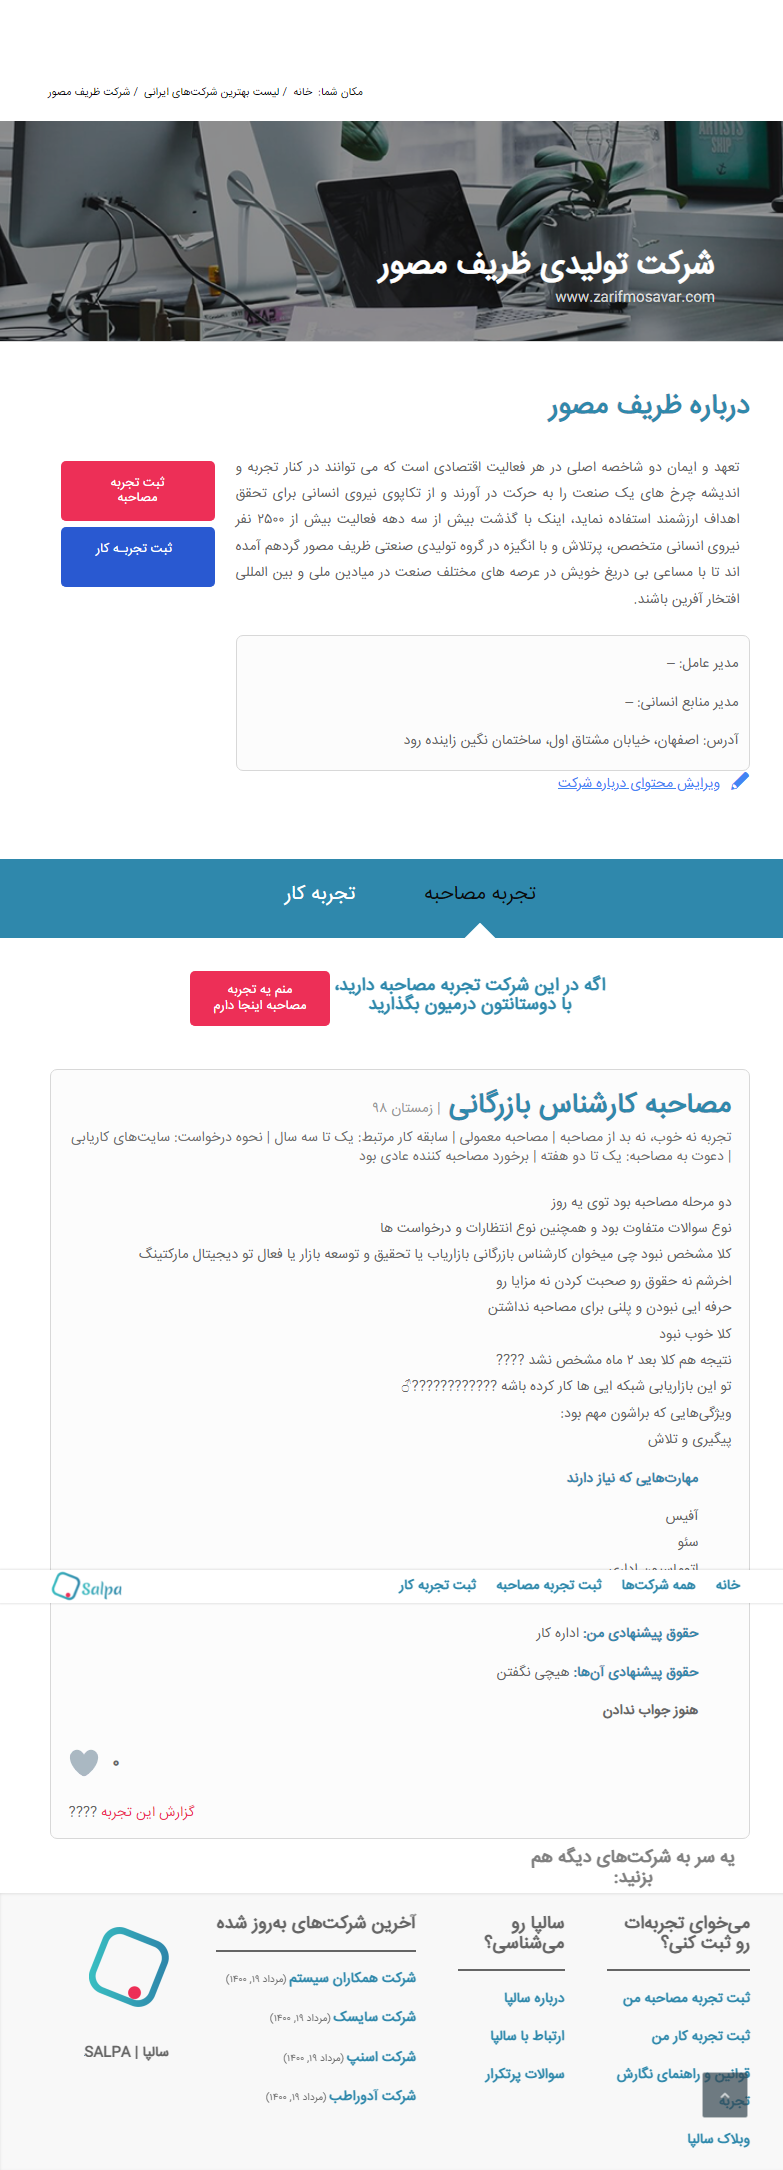 مکان شما: خانه / لیست بهترین شرکت‌های ایرانی / شرکت ظریف مصور
ARTISTS
SHIP
شرکت تولیدی ظریف مصور
www.zarifmosavar.com
درباره ظریف مصور
تعهد و ایمان دو شاخصه اصلی در هر فعالیت اقتصادی است که می توانند در کنار تجربه و
اندیشه چرخ های یک صنعت را به حرکت در آورند و از تکاپوی نیروی انسانی برای تحقق
اهداف ارزشمند استفاده نماید، اینک با گذشت بیش از سه دهه فعالیت بیش از ۲۵۰۰ نفر
نیروی انسانی متخصص، پرتلاش و با انگیزه در گروه تولیدی صنعتی ظریف مصور گردهم آمده
اند تا با مساعی بی دریغ خویش در عرصه های مختلف صنعت در میادین ملی و بین المللی
افتخار آفرین باشند.
ثبت تجربه
مصاحبه
ثبت تجربـه کار
مدیر عامل: –
مدیر منابع انسانی: –
آدرس: اصفهان، خیابان مشتاق اول، ساختمان نگین زاینده رود
ویرایش محتوای درباره شرکت
تجربه مصاحبه
تجربه کار
اگه در این شرکت تجربه مصاحبه دارید،
با دوستانتون درمیون بگذارید
منم یه تجربه
مصاحبه اینجا دارم
مصاحبه کارشناس بازرگانی | زمستان ۹۸
تجربه نه خوب، نه بد از مصاحبه | مصاحبه معمولی | سابقه کار مرتبط: یک تا سه سال | نحوه درخواست: سایت‌های کاریابی
| دعوت به مصاحبه: یک تا دو هفته | برخورد مصاحبه کننده عادی بود
دو مرحله مصاحبه بود توی یه روز
نوع سوالات متفاوت بود و همچنین نوع انتظارات و درخواست ها
کلا مشخص نبود چی میخوان کارشناس بازرگانی بازاریاب یا تحقیق و توسعه بازار یا فعال تو دیجیتال مارکتینگ
اخرشم نه حقوق رو صحبت کردن نه مزایا رو
حرفه ایی نبودن و پلنی برای مصاحبه نداشتن
کلا خوب نبود
نتیجه هم کلا بعد ۲ ماه مشخص نشد ????
تو این بازاریابی شبکه ایی ها کار کرده باشه ????????????‍♂️
ویژگی‌هایی که براشون مهم بود:
پیگیری و تلاش
مهارت‌هایی که نیاز دارند
آفیس
سئو
اتوماسیون اداری
خانه همه شرکت‌ها ثبت تجربه مصاحبه ثبت تجربه کار
Salpa
حقوق پیشنهادی من: اداره کار
حقوق پیشنهادی آن‌ها: هیچی نگفتن
هنوز جواب ندادن
۰
گزارش این تجربه ????
یه سر به شرکت‌های دیگه هم
بزنید:
می‌خوای تجربه‌ات
رو ثبت کنی؟
ثبت تجربه مصاحبه من
ثبت تجربه کار من
قوانین و راهنمای نگارش
تجربه
وبلاگ سالپا
سالپا رو
می‌شناسی؟
درباره سالپا
ارتباط با سالپا
سوالات پرتکرار
آخرین شرکت‌های به‌روز شده
شرکت همکاران سیستم (مرداد ۱۹, ۱۴۰۰)
شرکت سایسک (مرداد ۱۹, ۱۴۰۰)
شرکت اسنپ (مرداد ۱۹, ۱۴۰۰)
شرکت آدوراطب (مرداد ۱۹, ۱۴۰۰)
سالپا | SALPA